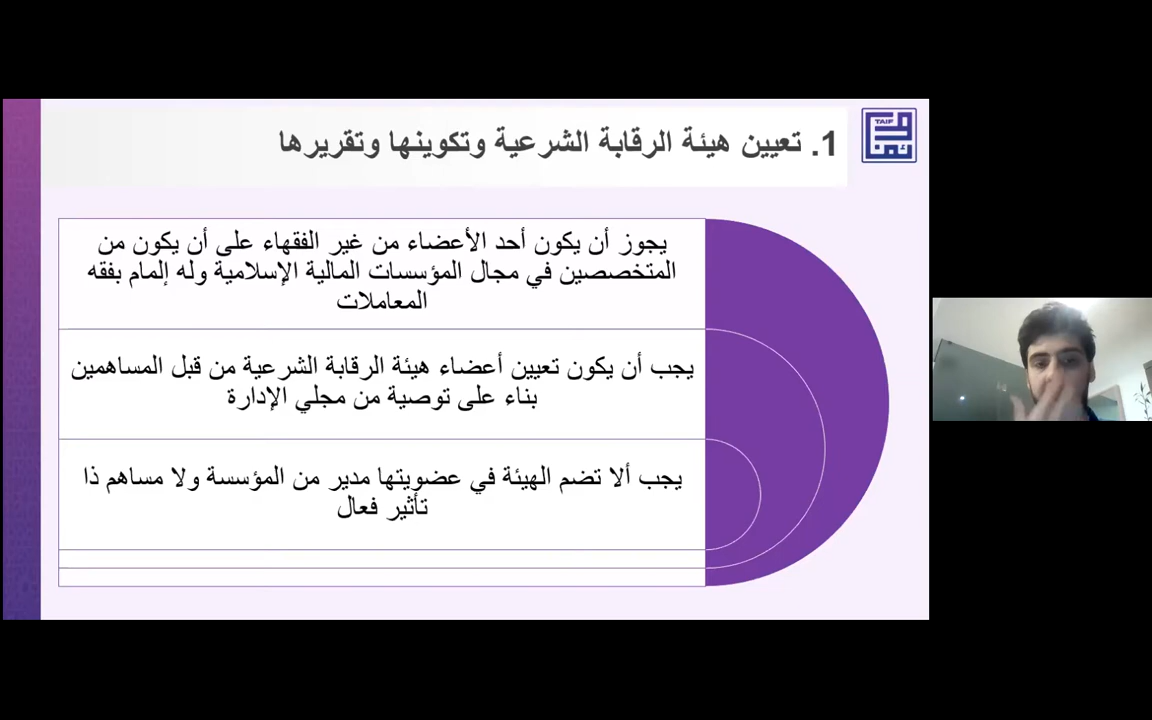 1. تعيين هيئة الرقابة الشرعية وتكوينها وتقريرها
TAIF
يجوز أن يكون أحد الأعضاء من غير الفقهاء على أن يكون من
المتخصصين في مجال المؤسسات المالية الإسلامية وله إلمام بفقه
المعاملات
يجب أن يكون تعيين أعضاء هيئة الرقابة الشرعية من قبل المساهمين
بناء على توصية من مجلي الإدارة
يجب ألا تضم الهيئة في عضويتها مدير من المؤسسة ولا مساهم ذا
تأثير فعال